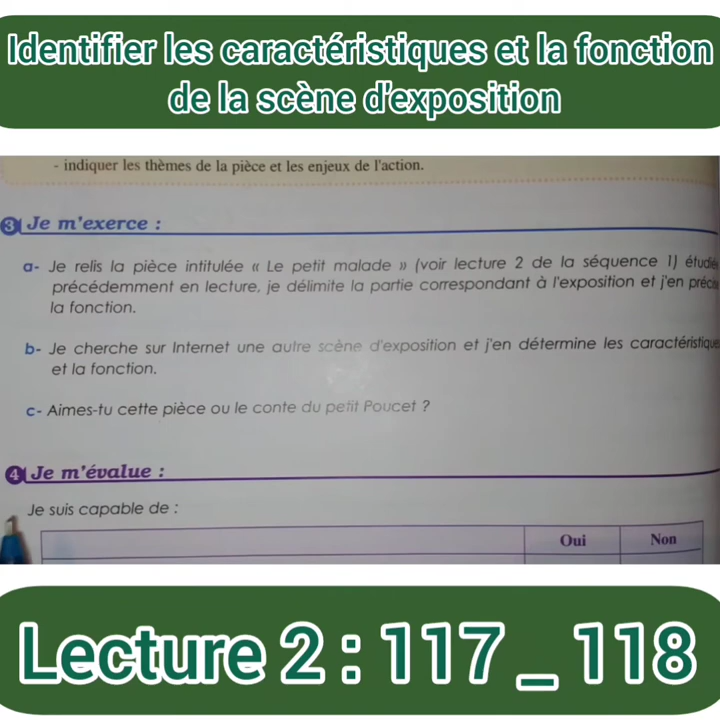 Identifier les caractéristiques et la fonction
de la scène d'exposition
- indiquer les thèmes de la pièce et les enjeux de l'action.
3 Je m'exerce :
a- Je relis la pièce intitulée « Le petit malade » (voir lecture 2 de la séquence 1) étudié
précédemment en lecture, je délimite la partie correspondant à l'exposition et j'en précis
la fonction.
b- Je cherche sur Internet une autre scène d'exposition et j'en détermine les caractéristique
et la fonction.
c- Aimes-tu cette pièce ou le conte du petit Poucet ?
4 Je m'évalue :
Je suis capable de :
Oui Non
Lecture 2 : 117 _ 118